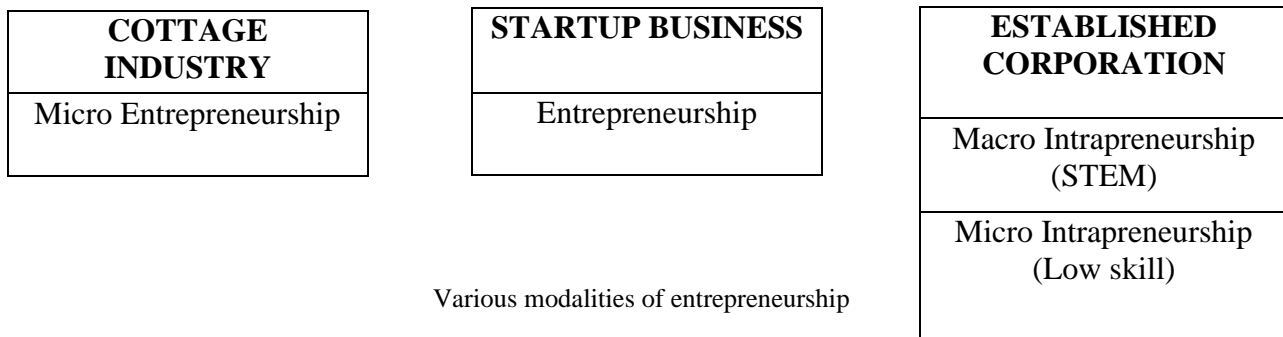 COTTAGE
INDUSTRY
Micro Entrepreneurship
STARTUP BUSINESS
Entrepreneurship
ESTABLISHED
CORPORATION
Macro Intrapreneurship
(STEM)
Micro Intrapreneurship
(Low skill)
Various modalities of entrepreneurship